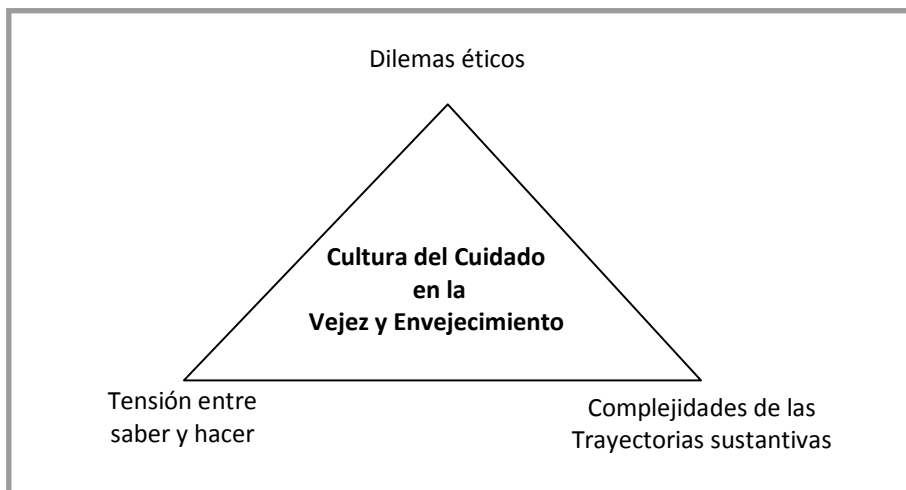 Dilemas éticos
Cultura del Cuidado
en la
Vejez y Envejecimiento
Tensión entre
saber y hacer
Complejidades de las
Trayectorias sustantivas